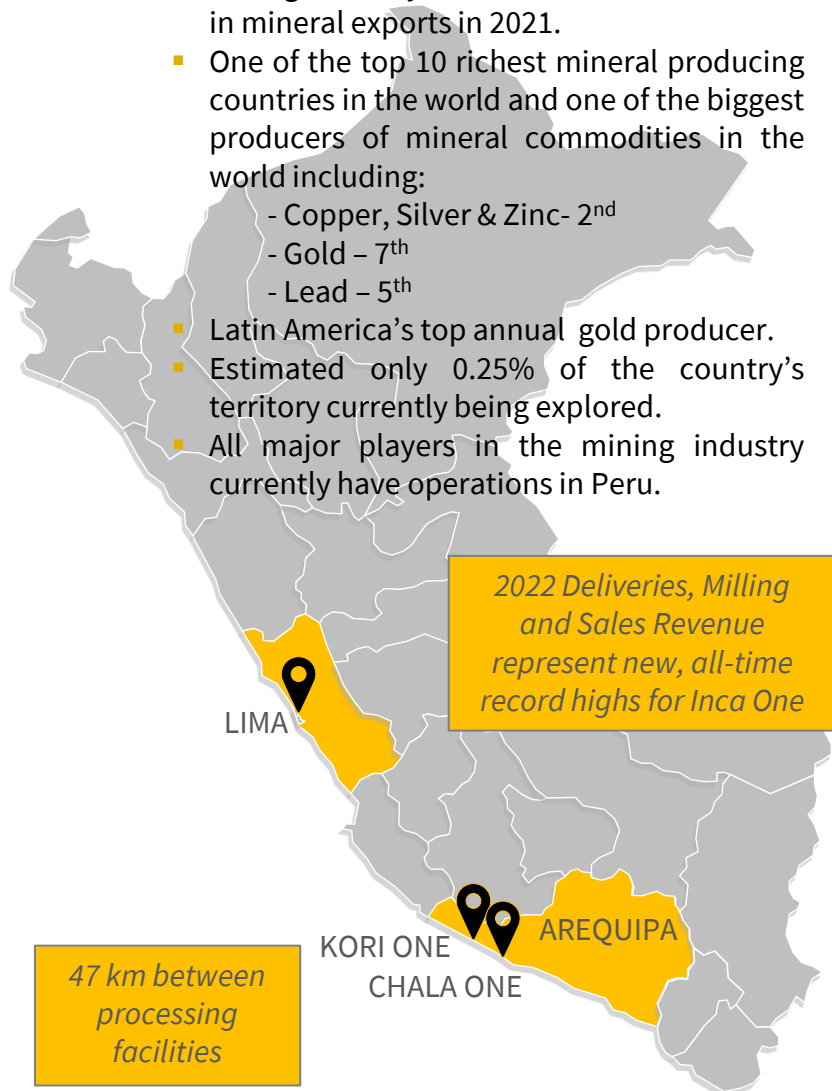 in mineral exports in 2021.
▪ One of the top 10 richest mineral producing
countries in the world and one of the biggest
producers of mineral commodities in the
world including:
- Copper, Silver & Zinc- 2nd
- Gold – 7th
- Lead – 5th
▪ Latin America’s top annual gold producer.
▪ Estimated only 0.25% of the country’s
territory currently being explored.
▪ All major players in the mining industry
currently have operations in Peru.
2022 Deliveries, Milling
and Sales Revenue
represent new, all-time
record highs for Inca One
LIMA
KORI ONE
AREQUIPA
CHALA ONE
47 km between
processing
facilities